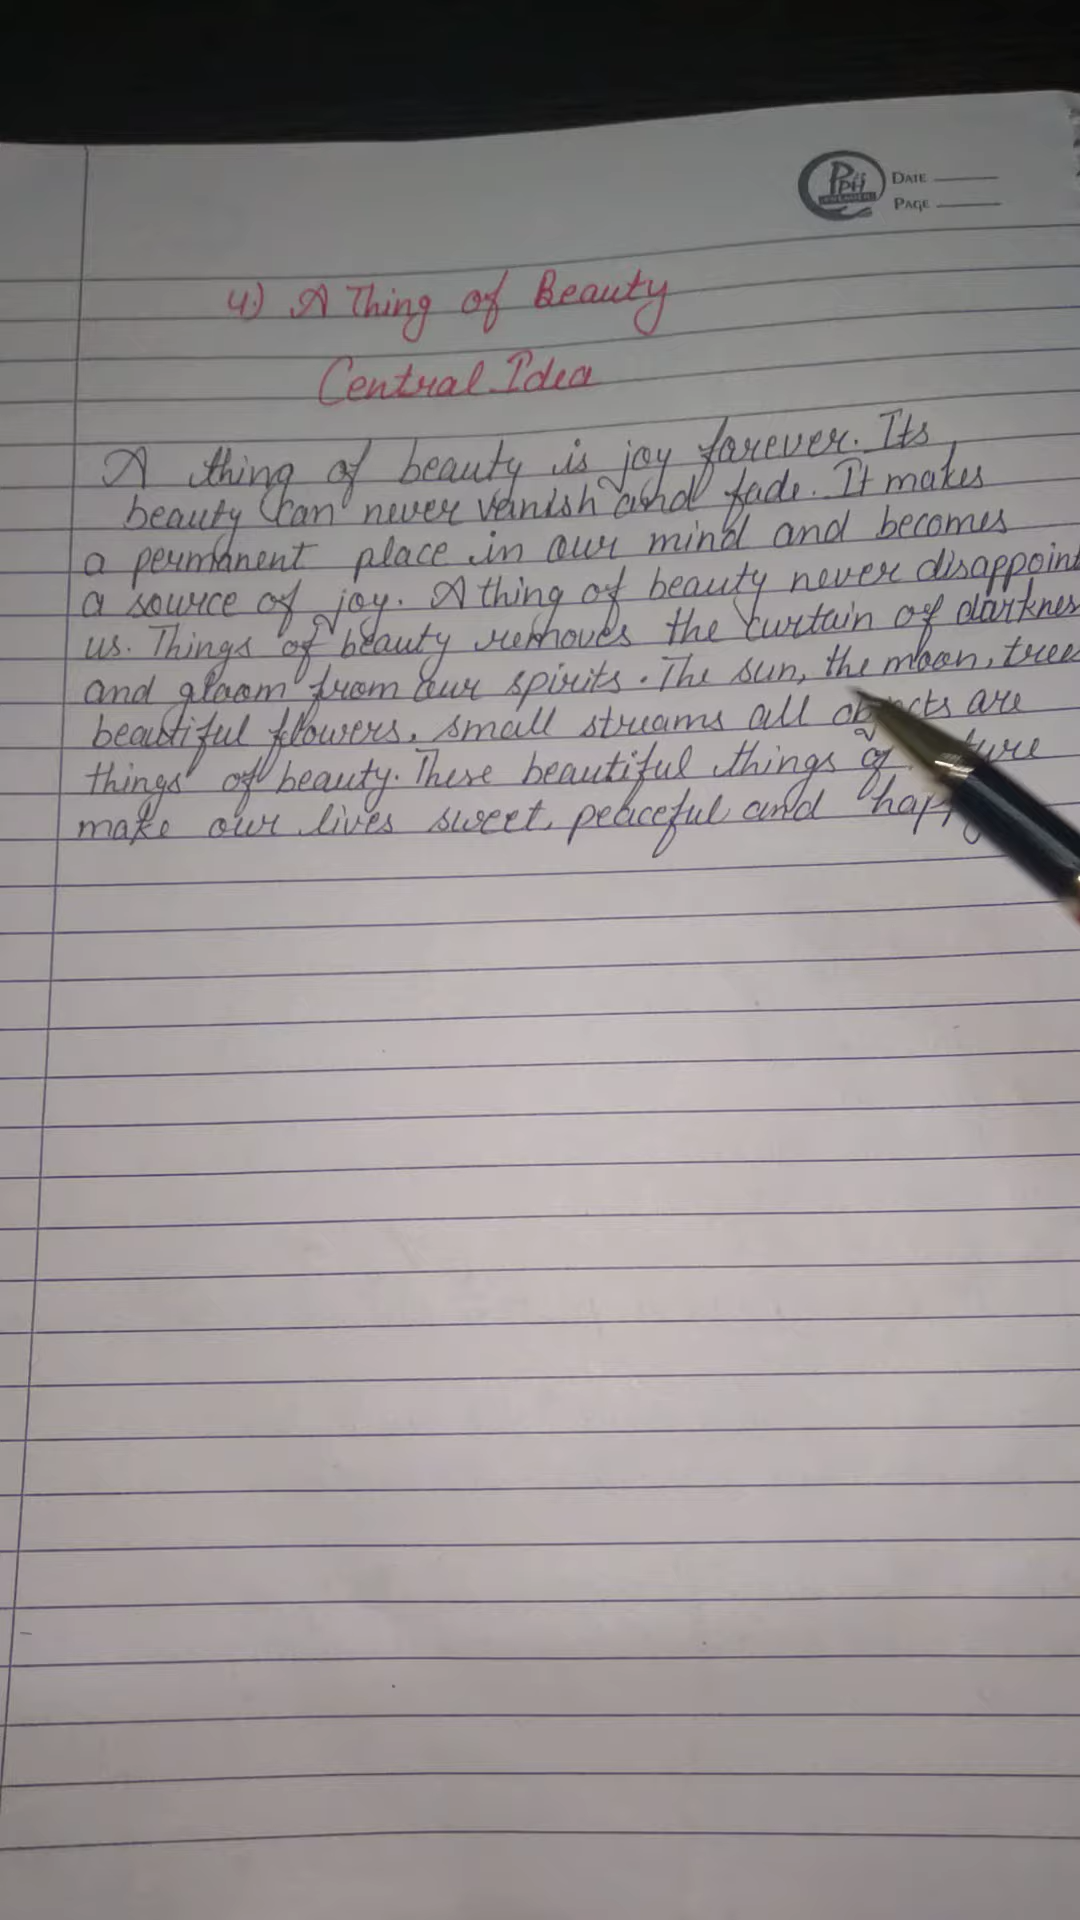 PPH
DATE
PAGE
4.) A Thing of Beauty
Central Idea
A thing of beauty is joy forever. Its
beauty can never vanish and fade. It makes
a permanent place in our mind and becomes
a source of joy. A thing of beauty never disappoint
us. Things of beauty removes the curtain of darknes
and gloom from our spirits. The sun, the moon, trees
beautiful flowers, small streams all objects are
things of beauty. These beautiful things of
make our lives sweet, peaceful and